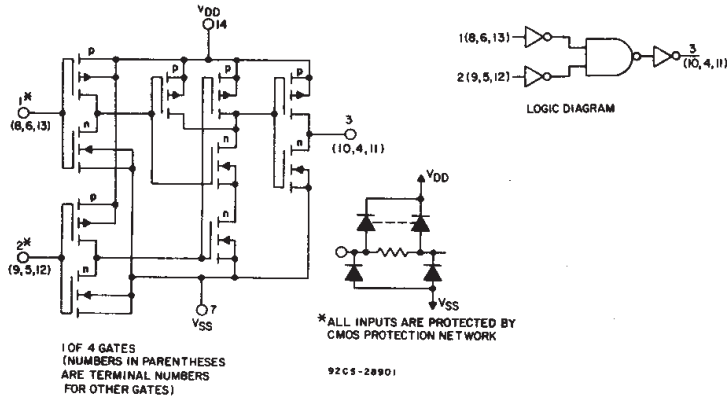 VDD
14
p
p
p
p
1*
(8,6,13)
n
n
n
3
(10,4,11)
p
n
2*
(9,5,12)
n
7
VSS
1 OF 4 GATES
(NUMBERS IN PARENTHESES
ARE TERMINAL NUMBERS
FOR OTHER GATES)
1(8,6,13)
2(9,5,12)
3
(10,4,11)
LOGIC DIAGRAM
VDD
VSS
*ALL INPUTS ARE PROTECTED BY
CMOS PROTECTION NETWORK
92CS-28901